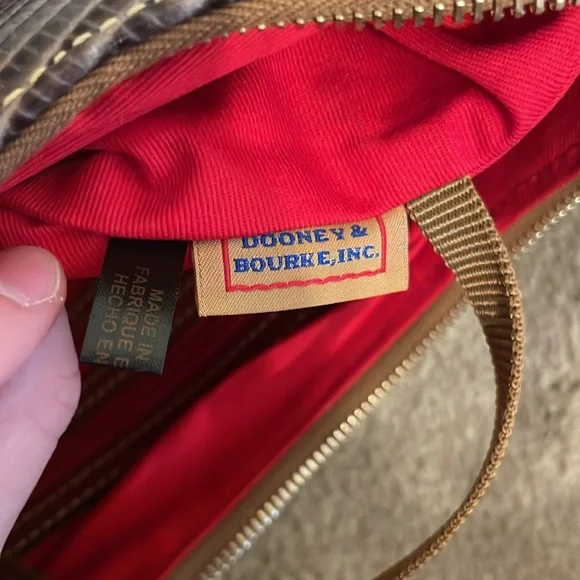 MADE IN
FABRIQUE E
HECHO EN
DOONEY &
BOURKE, INC.